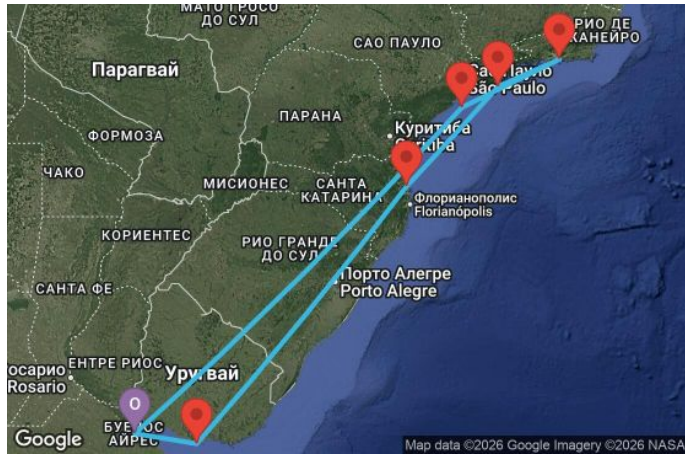 МАТО ГРОСО
ДО СУЛ
РИО ДЕ
САО ПАУЛО
Парагвай
São Paulo
ПАРАНА
ФОРМОЗА
Куритиба
Curitiba
ЧАКО
МИСИОНЕС
САНТА
КАТАРИНА
Флорианополис
Florianópolis
КОРИЕНТЕС
РИО ГРАНДЕ
ДО СУЛ
Порто Алегре
Porto Alegre
САНТА ФЕ
ЕНТРЕ РИОС
Уругвай
Rosario
O
АЙРЕС
Google
Map data ©2026 Google Imagery ©2026 NASA